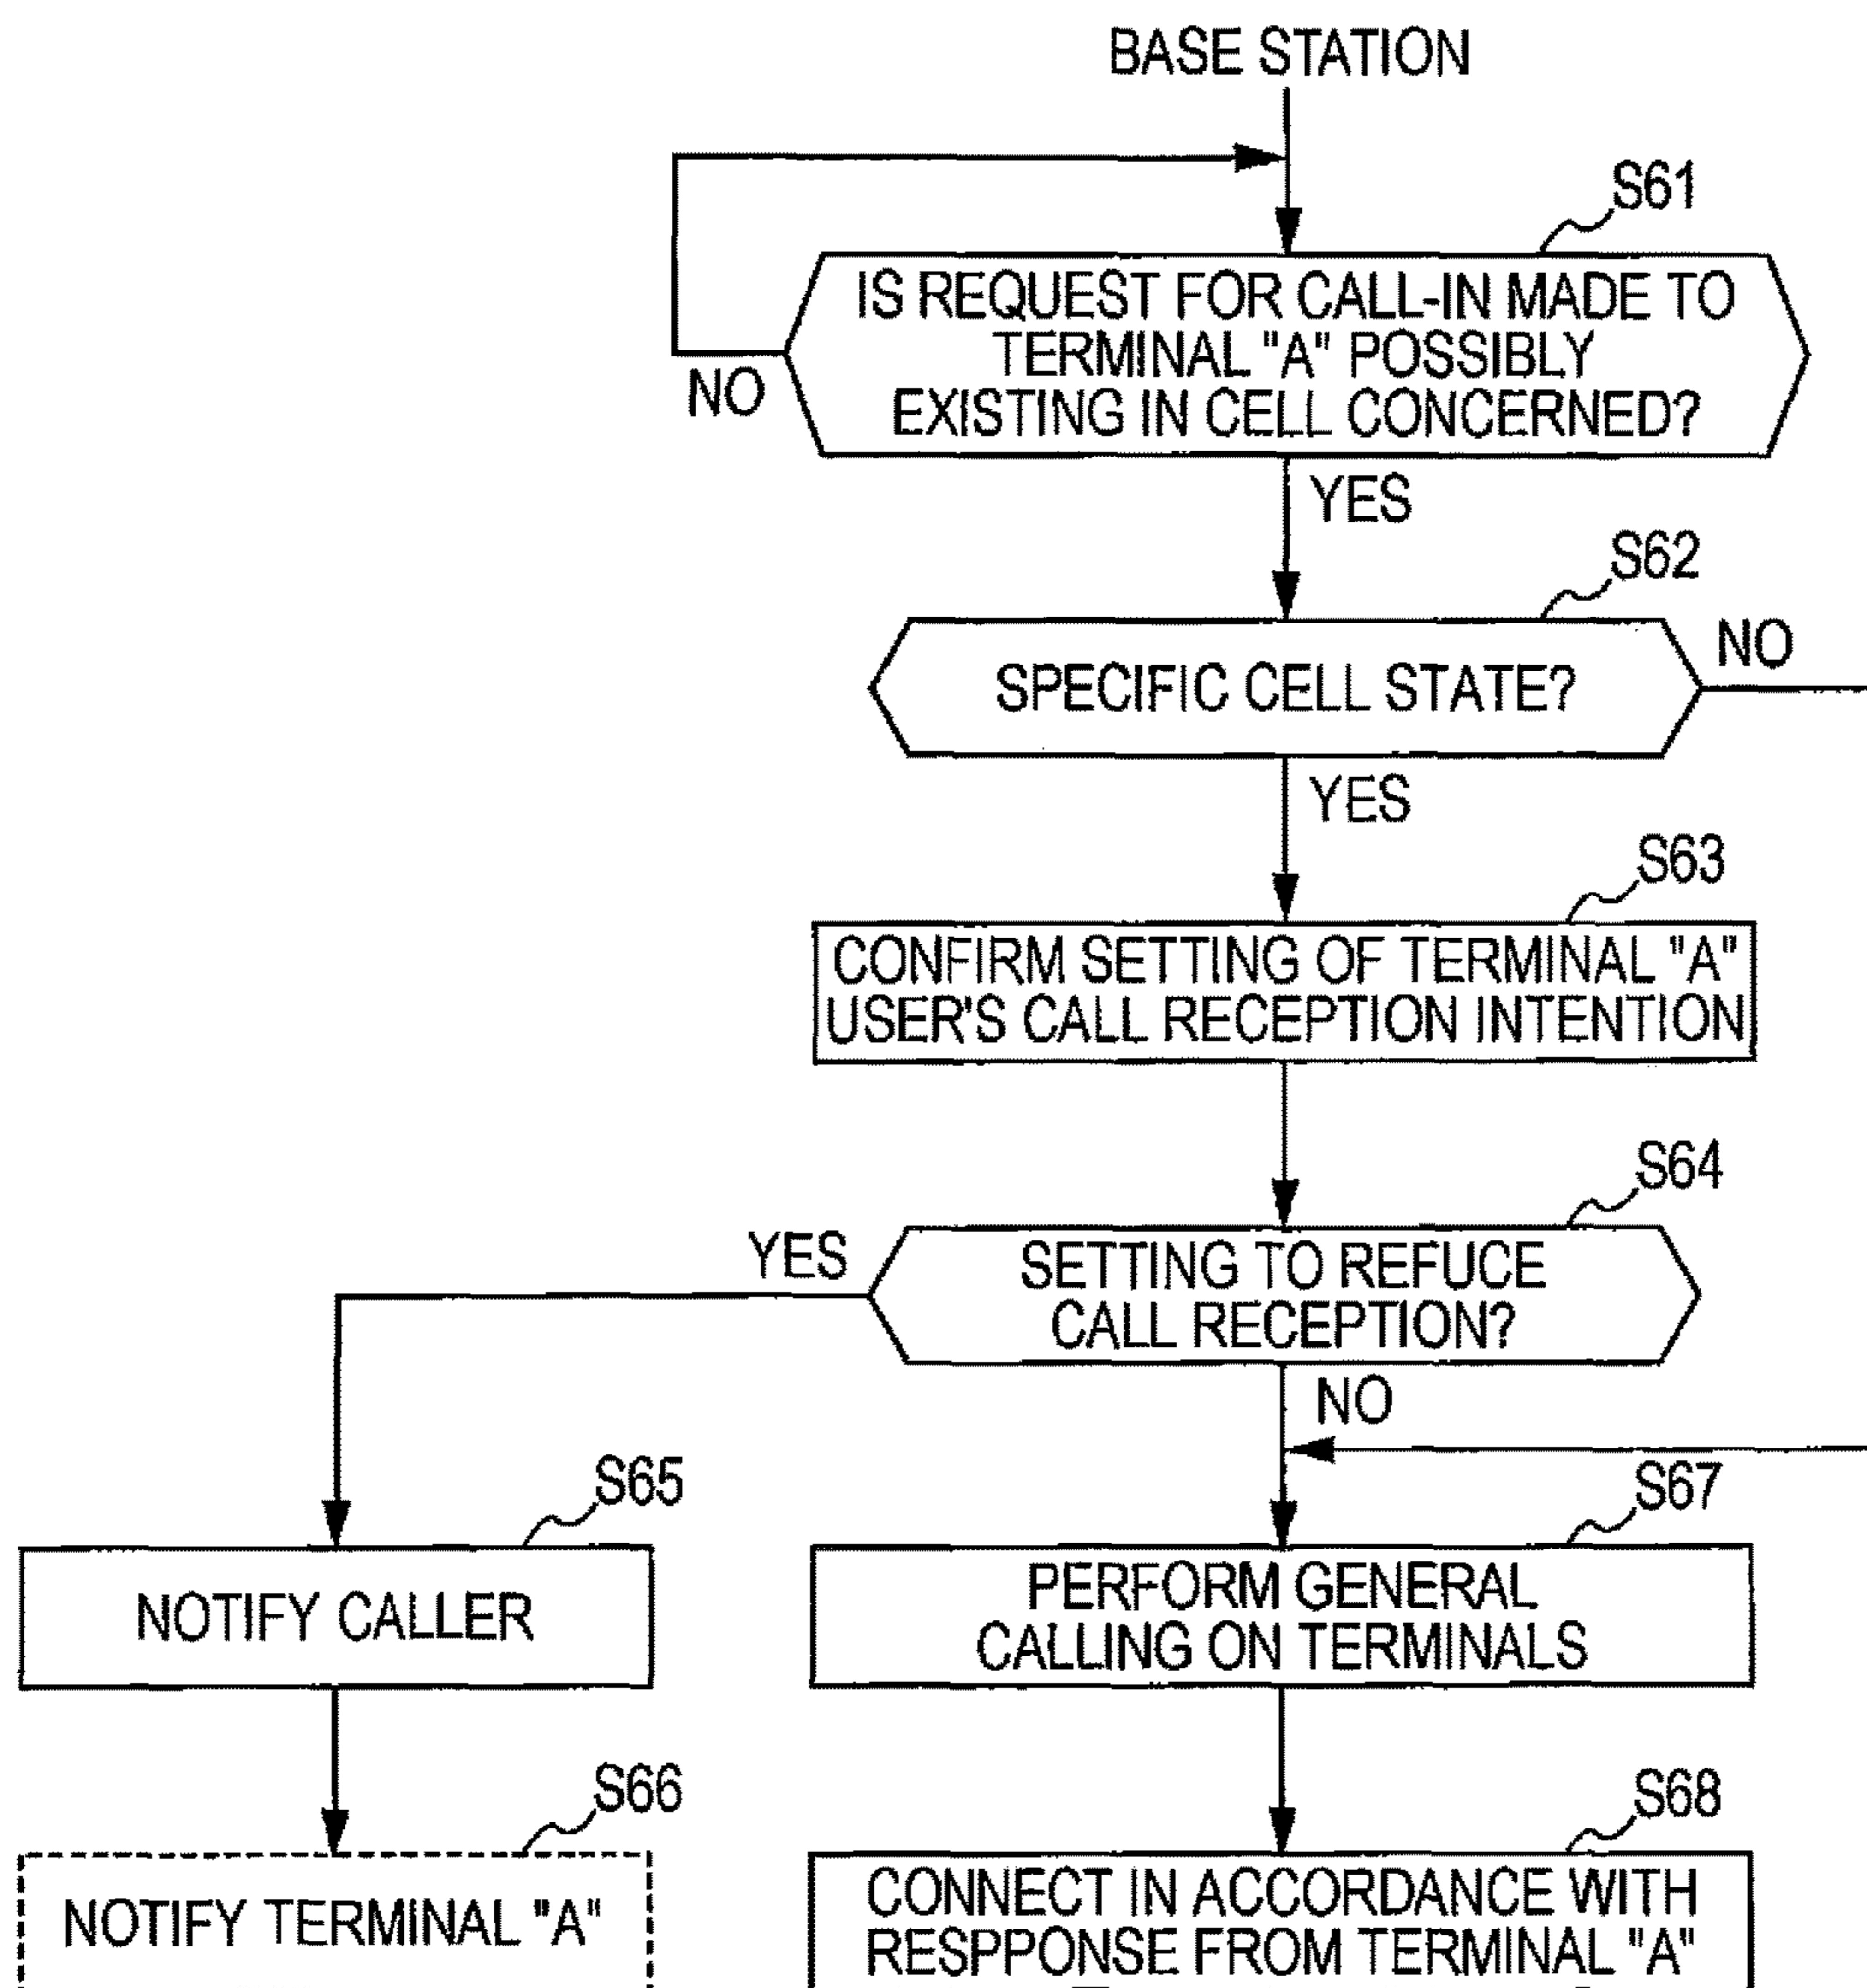 BASE STATION
S61
IS REQUEST FOR CALL-IN MADE TO
TERMINAL "A" POSSIBLY
EXISTING IN CELL CONCERNED?
NO
YES
S62
SPECIFIC CELL STATE?
NO
YES
S63
CONFIRM SETTING OF TERMINAL "A"
USER'S CALL RECEPTION INTENTION
S64
SETTING TO REFUCE
CALL RECEPTION?
YES
NO
S65
NOTIFY CALLER
S67
PERFORM GENERAL
CALLING ON TERMINALS
S66
NOTIFY TERMINAL "A"
S68
CONNECT IN ACCORDANCE WITH
RESPPONSE FROM TERMINAL "A"